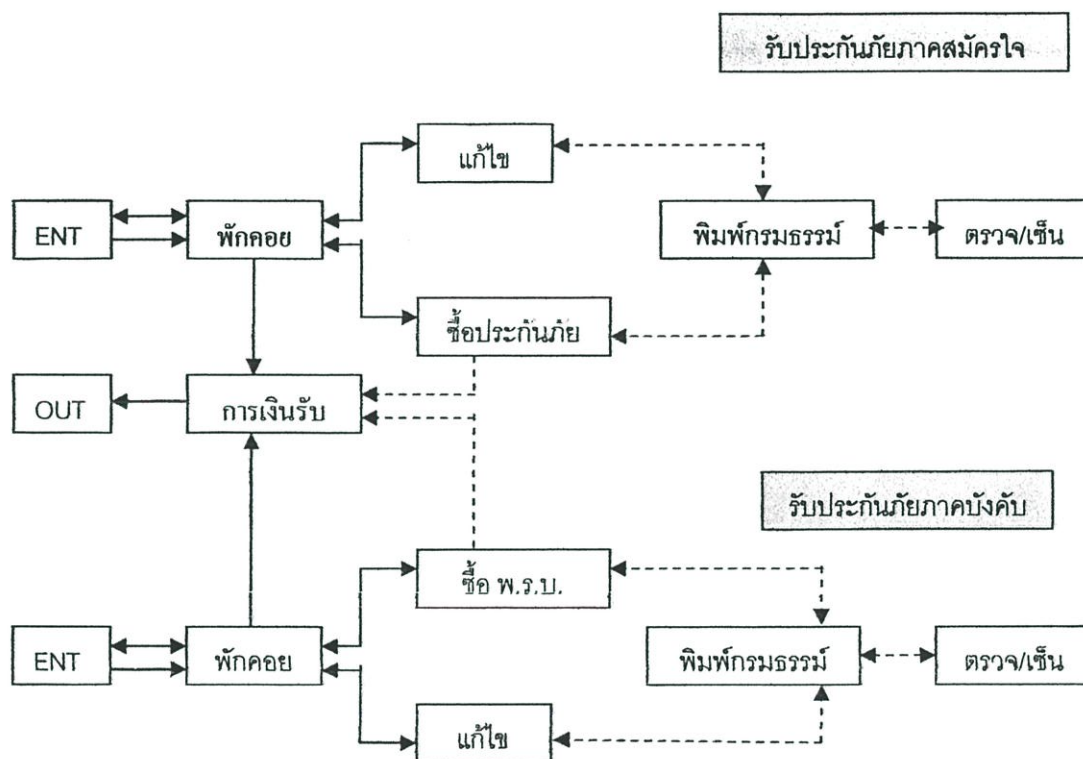 รับประกันภัยภาคสมัครใจ
แก้ไข
ENT
พักคอย
พิมพ์กรมธรรม์
ตรวจ/เซ็น
ซื้อประกันภัย
OUT
การเงินรับ
รับประกันภัยภาคบังคับ
ซื้อ พ.ร.บ.
ENT
พักคอย
พิมพ์กรมธรรม์
ตรวจ/เซ็น
แก้ไข